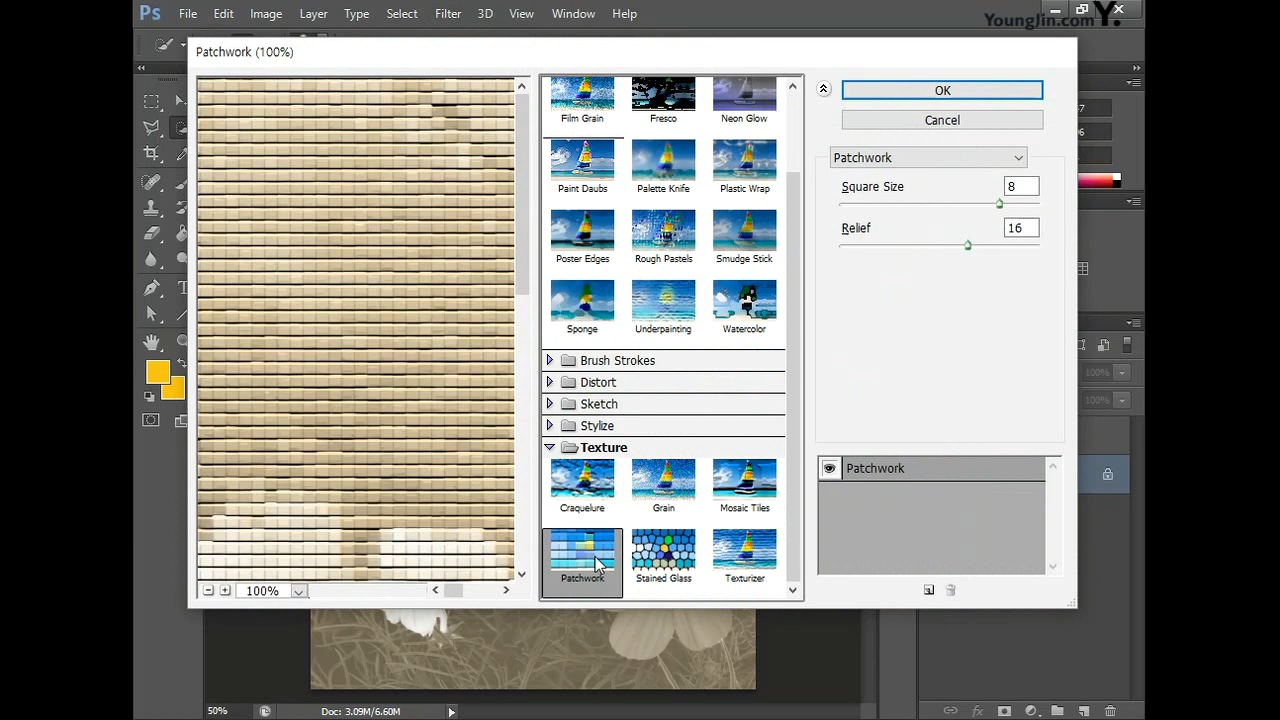 Ps File Edit Image Layer Type Select Filter 3D View Window Help
YoungJin.com Y.
Patchwork (100%)
Film Grain Fresco Neon Glow
Paint Daubs Palette Knife Plastic Wrap
Poster Edges Rough Pastels Smudge Stick
Sponge Underpainting Watercolor
Brush Strokes
Distort
Sketch
Stylize
Texture
Craquelure Grain Mosaic Tiles
Patchwork Stained Glass Texturizer
100%
OK
Cancel
Patchwork
Square Size 8
Relief 16
Patchwork
100%
100%
50% Doc: 3.09M/6.60M